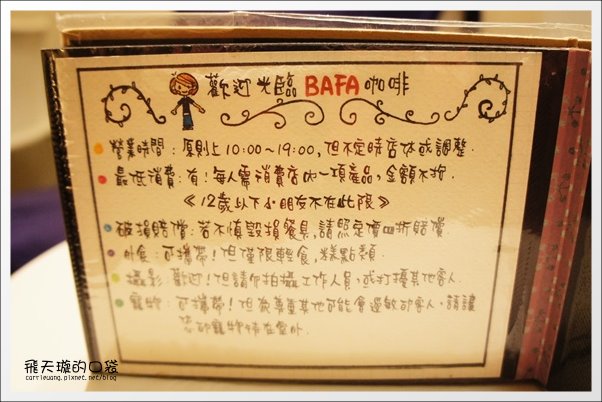 歡迎光臨 BAFA 咖啡
營業時間：原則上10:00~19:00,但不定時店休或調整.
最低消費：有!每人需消費店內一項產品,金額不拘.
《12歲以下小朋友不在此限》
破損賠償:若不慎毀損餐具,請照定價四折賠償
外食：可攜帶!但僅限輕食,糕點類.
攝影：歡迎!但請勿拍攝工作人員,或打擾其他客人.
寵物：可攜帶!但欲尊重其他可能會過敏的客人,請讓
您的寵物待在室外.
飛天璇的口袋
carriewang.pixnet.net/blog